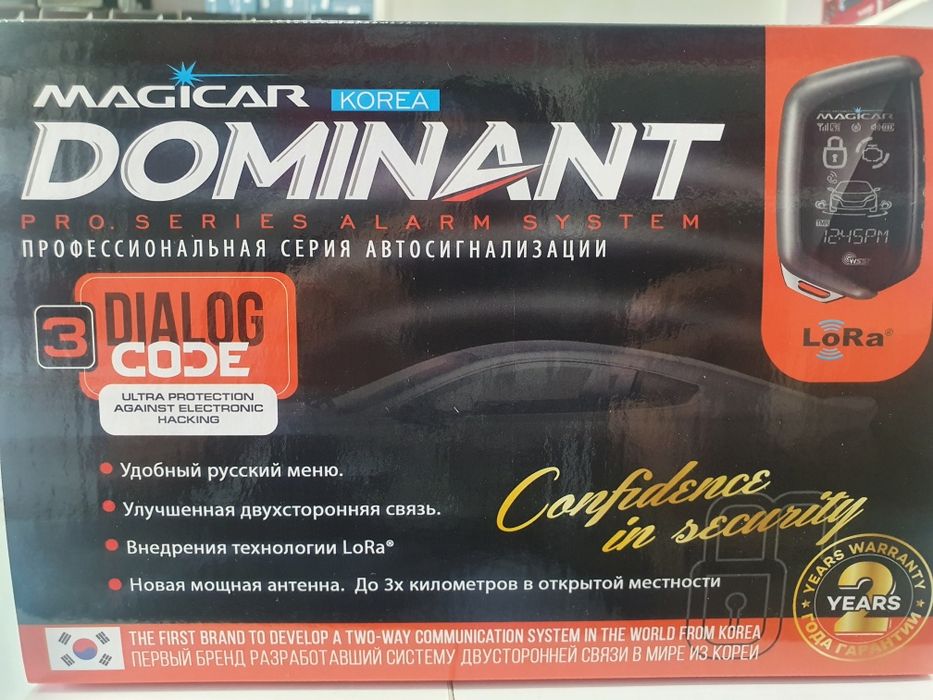 MAGICAR KOREA
DOMINANT
PRO. SERIES ALARM SYSTEM
ПРОФЕССИОНАЛЬНАЯ СЕРИЯ АВТОСИГНАЛИЗАЦИИ
MAGICAR
12:45PM
LoRa®
3 DIALOG
CODE
ULTRA PROTECTION
AGAINST ELECTRONIC
HACKING
Удобный русский меню.
Улучшенная двухсторонняя связь.
Внедрения технологии LoRa®
Новая мощная антенна. До 3х километров в открытой местности
Confidence
in security
YEARS WARRANTY
2
YEARS
ГОДА ГАРАНТИИ
THE FIRST BRAND TO DEVELOP A TWO-WAY COMMUNICATION SYSTEM IN THE WORLD FROM KOREA
ПЕРВЫЙ БРЕНД РАЗРАБОТАВШИЙ СИСТЕМУ ДВУСТОРОННЕЙ СВЯЗИ В МИРЕ ИЗ КОРЕИ